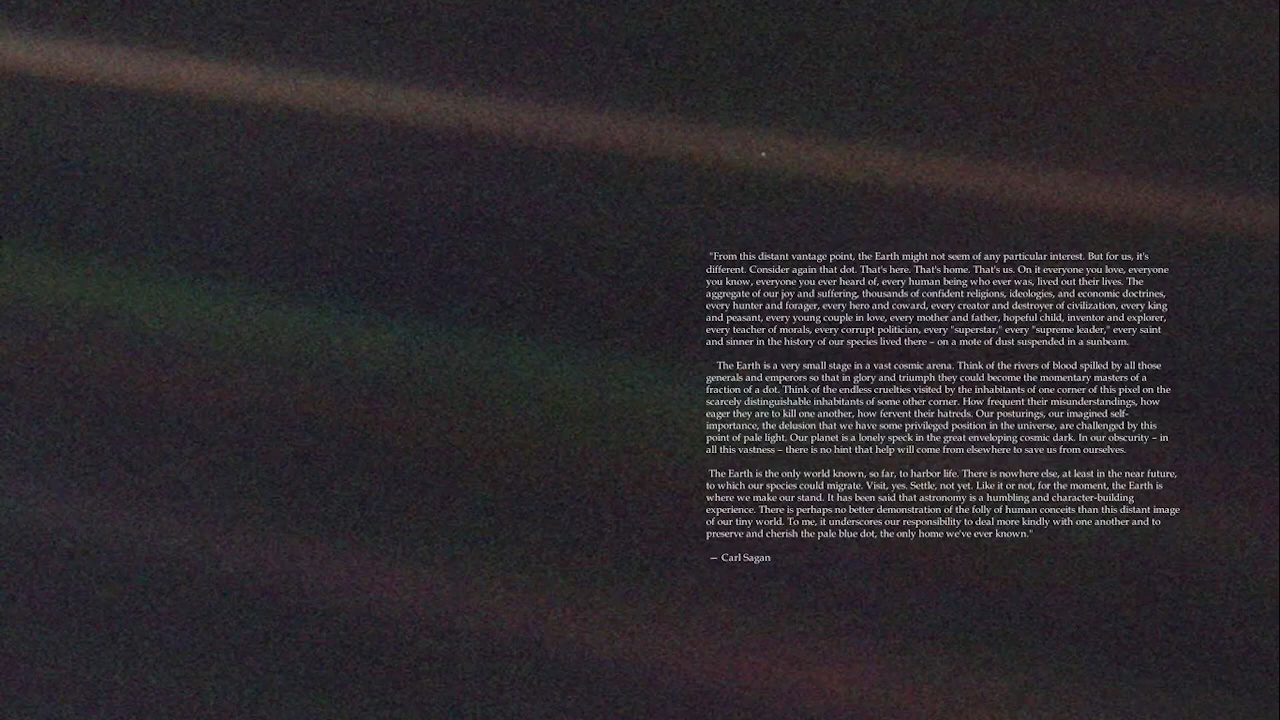 "From this distant vantage point, the Earth might not seem of any particular interest. But for us, it's
different. Consider again that dot. That's here. That's home. That's us. On it everyone you love, everyone
you know, everyone you ever heard of, every human being who ever was, lived out their lives. The
aggregate of our joy and suffering, thousands of confident religions, ideologies, and economic doctrines,
every hunter and forager, every hero and coward, every creator and destroyer of civilization, every king
and peasant, every young couple in love, every mother and father, hopeful child, inventor and explorer,
every teacher of morals, every corrupt politician, every "superstar," every "supreme leader," every saint
and sinner in the history of our species lived there – on a mote of dust suspended in a sunbeam.
The Earth is a very small stage in a vast cosmic arena. Think of the rivers of blood spilled by all those
generals and emperors so that in glory and triumph they could become the momentary masters of a
fraction of a dot. Think of the endless cruelties visited by the inhabitants of one corner of this pixel on the
scarcely distinguishable inhabitants of some other corner. How frequent their misunderstandings, how
eager they are to kill one another, how fervent their hatreds. Our posturings, our imagined self-
importance, the delusion that we have some privileged position in the universe, are challenged by this
point of pale light. Our planet is a lonely speck in the great enveloping cosmic dark. In our obscurity – in
all this vastness – there is no hint that help will come from elsewhere to save us from ourselves.
The Earth is the only world known, so far, to harbor life. There is nowhere else, at least in the near future,
to which our species could migrate. Visit, yes. Settle, not yet. Like it or not, for the moment, the Earth is
where we make our stand. It has been said that astronomy is a humbling and character-building
experience. There is perhaps no better demonstration of the folly of human conceits than this distant image
of our tiny world. To me, it underscores our responsibility to deal more kindly with one another and to
preserve and cherish the pale blue dot, the only home we've ever known."
— Carl Sagan